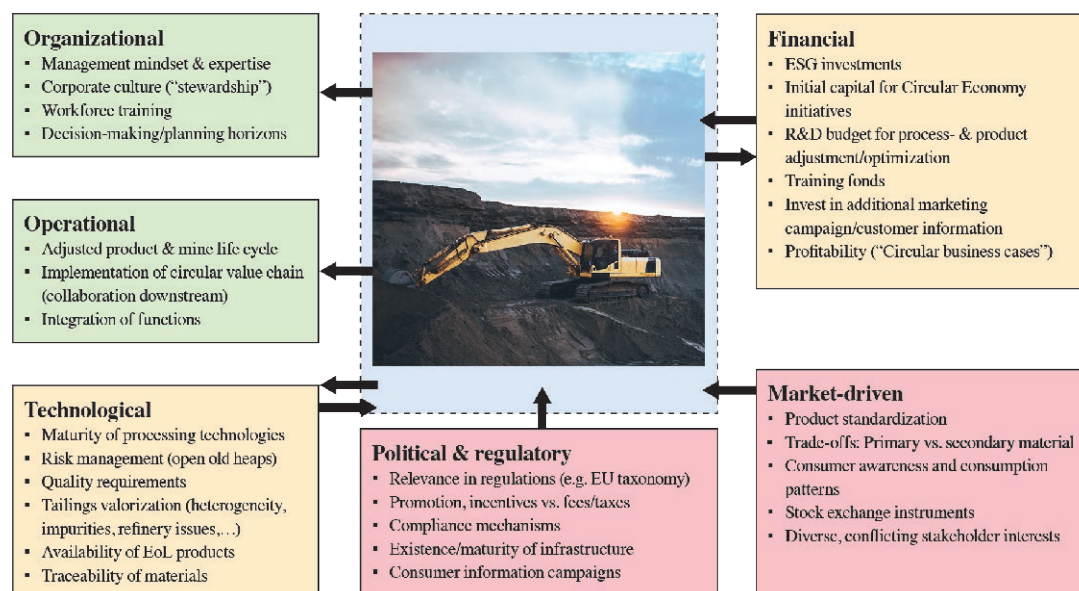 Organizational
▪ Management mindset & expertise
▪ Corporate culture (“stewardship”)
▪ Workforce training
▪ Decision-making/planning horizons
Operational
▪ Adjusted product & mine life cycle
▪ Implementation of circular value chain
(collaboration downstream)
▪ Integration of functions
Technological
▪ Maturity of processing technologies
▪ Risk management (open old heaps)
▪ Quality requirements
▪ Tailings valorization (heterogeneity,
impurities, refinery issues,…)
▪ Availability of EoL products
▪ Traceability of materials
Political & regulatory
▪ Relevance in regulations (e.g. EU taxonomy)
▪ Promotion, incentives vs. fees/taxes
▪ Compliance mechanisms
▪ Existence/maturity of infrastructure
▪ Consumer information campaigns
Financial
▪ ESG investments
▪ Initial capital for Circular Economy
initiatives
▪ R&D budget for process- & product
adjustment/optimization
▪ Training fonds
▪ Invest in additional marketing
campaign/customer information
▪ Profitability (“Circular business cases”)
Market-driven
▪ Product standardization
▪ Trade-offs: Primary vs. secondary material
▪ Consumer awareness and consumption
patterns
▪ Stock exchange instruments
▪ Diverse, conflicting stakeholder interests